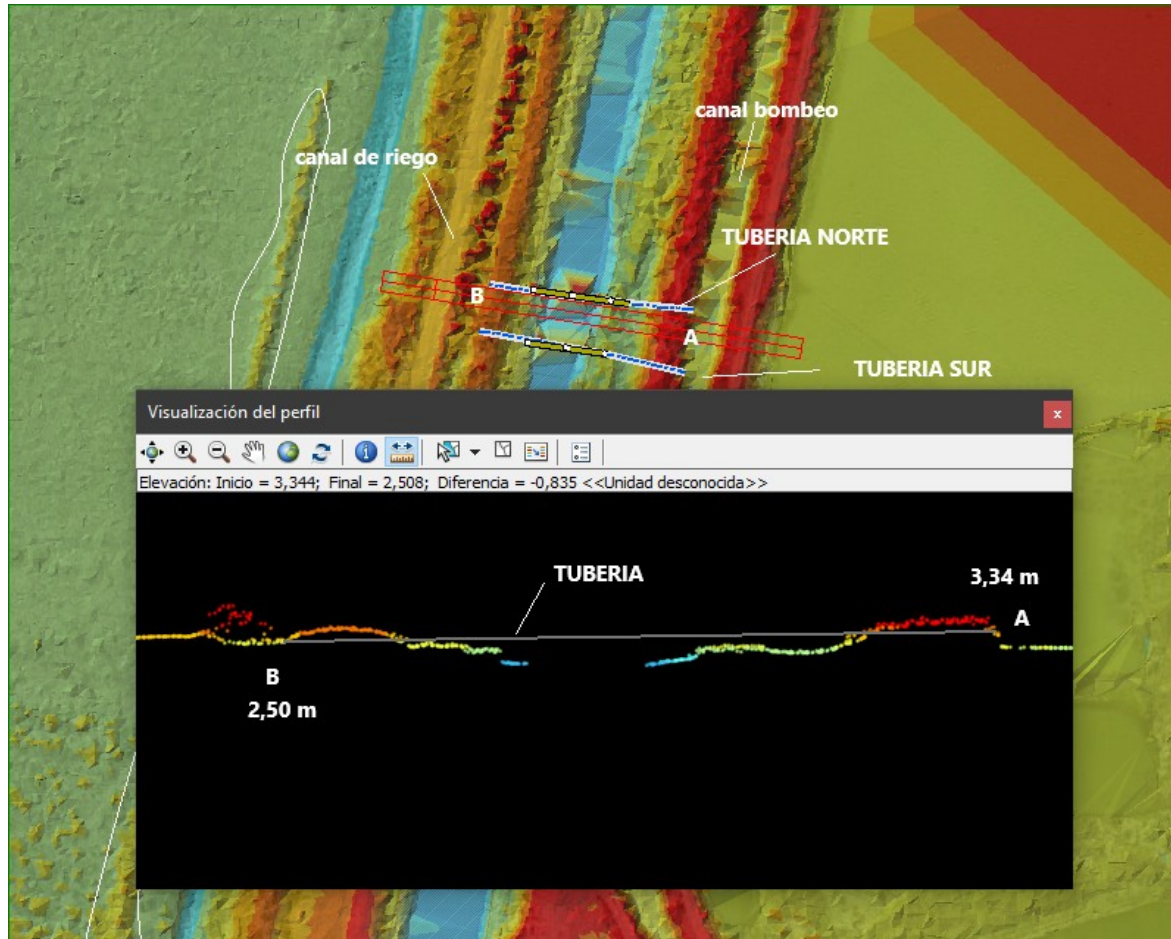 canal bombeo
canal de riego
TUBERIA NORTE
B
A
TUBERIA SUR
Visualización del perfil
x
Elevación: Inicio = 3,344; Final = 2,508; Diferencia = -0,835 <<Unidad desconocida>>
TUBERIA
3,34 m
A
B
2,50 m